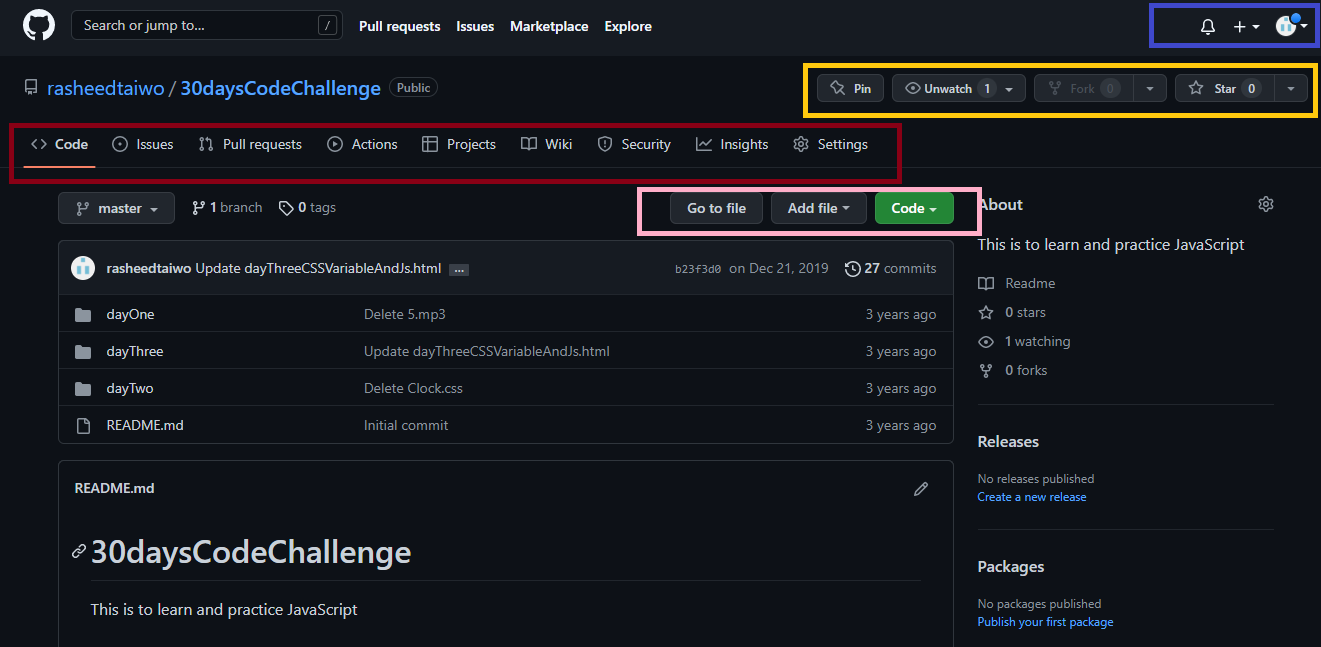 Search or jump to... / Pull requests Issues Marketplace Explore
rasheedtaiwo / 30daysCodeChallenge Public Pin Unwatch 1 Fork 0 Star 0
Code Issues Pull requests Actions Projects Wiki Security Insights Settings
master 1 branch 0 tags Go to file Add file Code
rasheedtaiwo Update dayThreeCSSVariableAndJs.html ... b23f3d0 on Dec 21, 2019 27 commits
dayOne Delete 5.mp3 3 years ago
dayThree Update dayThreeCSSVariableAndJs.html 3 years ago
dayTwo Delete Clock.css 3 years ago
README.md Initial commit 3 years ago
README.md
30daysCodeChallenge
This is to learn and practice JavaScript
About
This is to learn and practice JavaScript
Readme
0 stars
1 watching
0 forks
Releases
No releases published
Create a new release
Packages
No packages published
Publish your first package